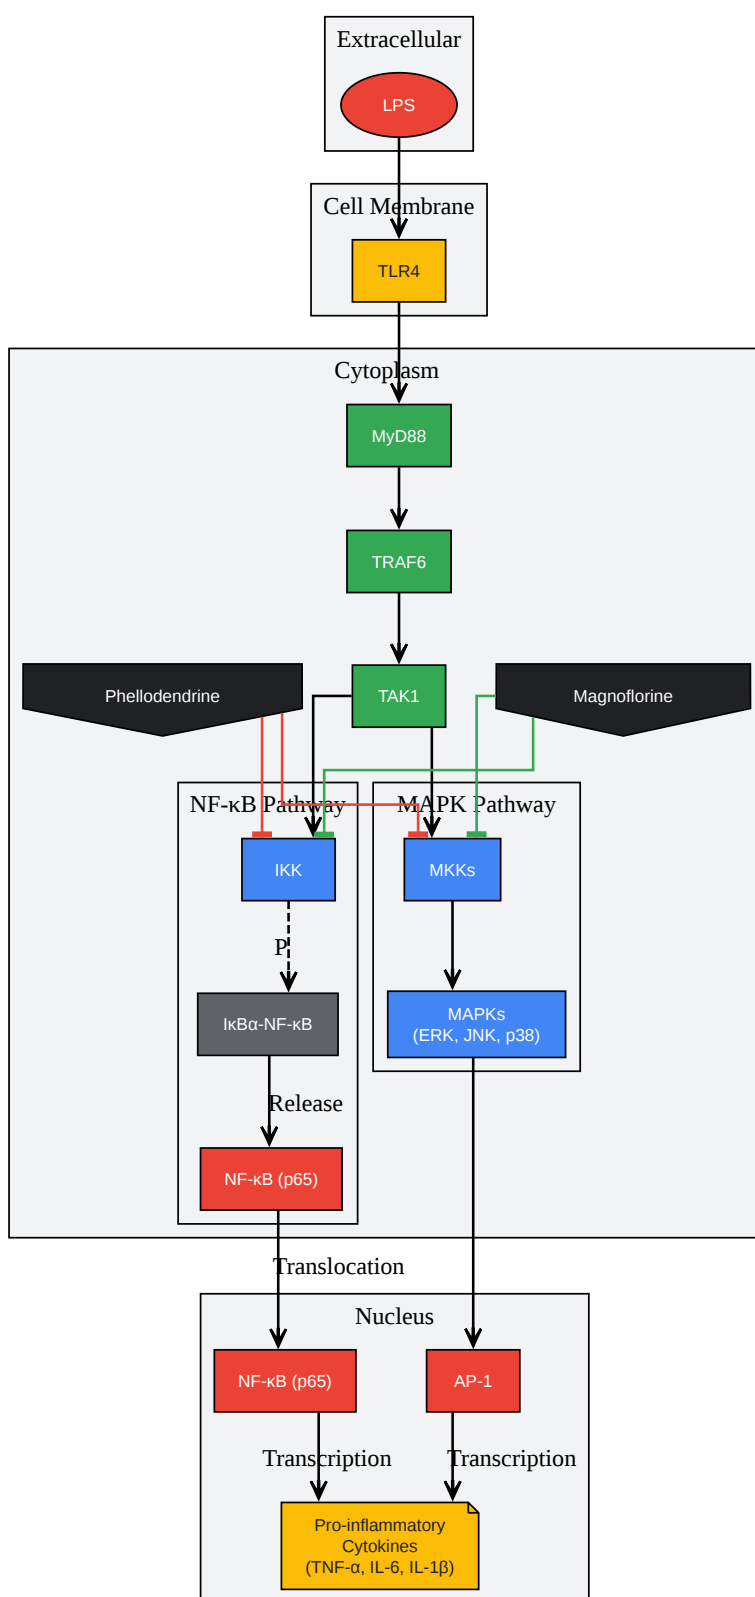 Extracellular
LPS
Cell Membrane
TLR4
Cytoplasm
MyD88
TRAF6
Phellodendrine
TAK1
Magnoflorine
NF-κB Pathway
MAPK Pathway
IKK
MKKs
P
IκBα-NF-κB
MAPKs
(ERK, JNK, p38)
Release
NF-κB (p65)
Translocation
Nucleus
NF-κB (p65)
AP-1
Transcription
Transcription
Pro-inflammatory
Cytokines
(TNF-α, IL-6, IL-1β)